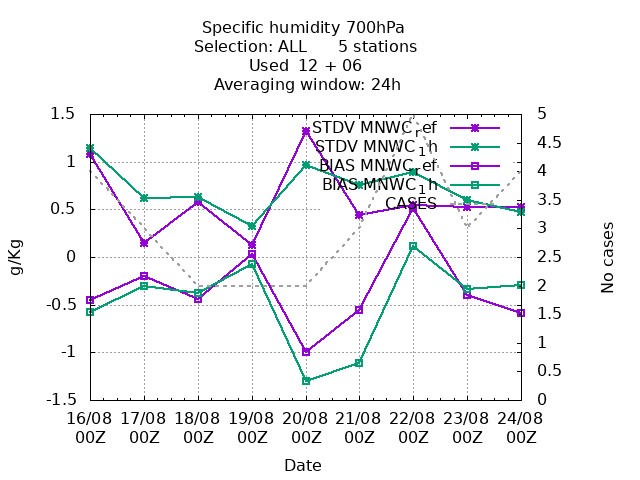 Specific humidity 700hPa
Selection: ALL      5 stations
Used  12 + 06
Averaging window: 24h
1.5
1
0.5
0
-0.5
-1
-1.5
g/Kg
5
4.5
4
3.5
3
2.5
2
1.5
1
0.5
0
No cases
STDV MNWC_ref
STDV MNWC_1h
BIAS MNWC_ref
BIAS MNWC_1h
CASES
16/08 17/08 18/08 19/08 20/08 21/08 22/08 23/08 24/08
00Z 00Z 00Z 00Z 00Z 00Z 00Z 00Z 00Z
Date